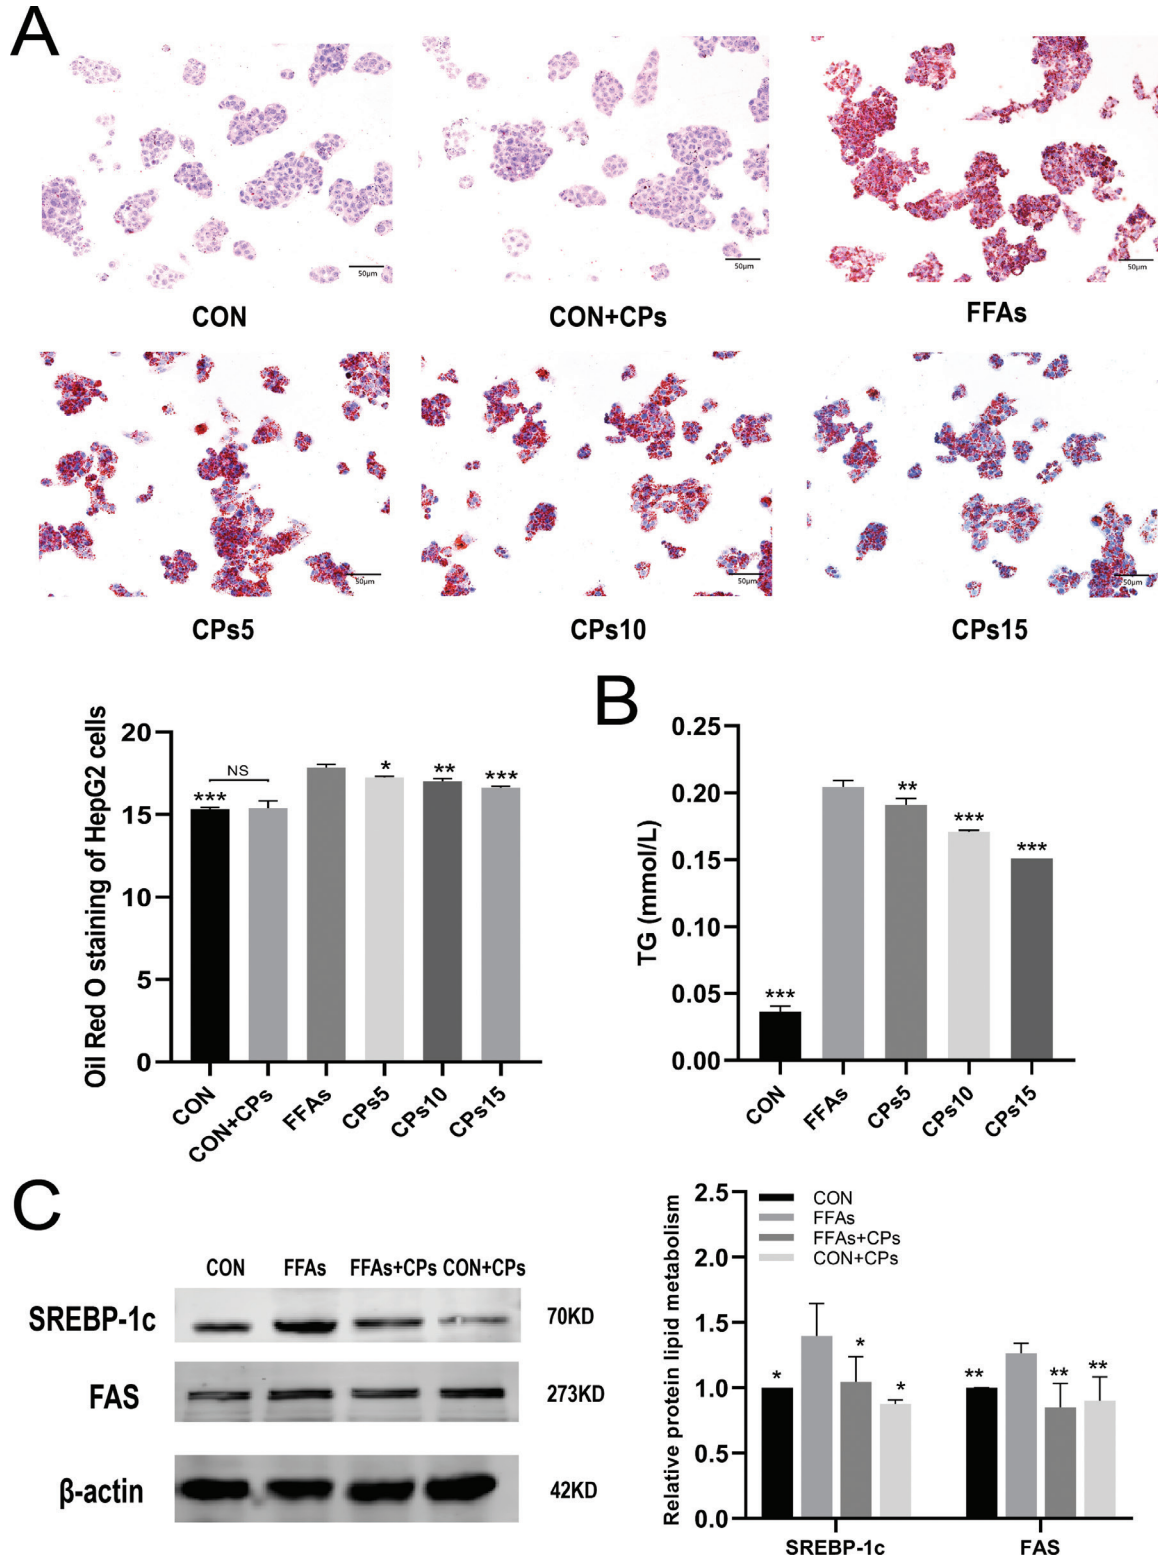 A
50μm
50μm
50μm
CON
CON+CPs
FFAs
50μm
50μm
50μm
CPs5
CPs10
CPs15
Oil Red O staining of HepG2 cells
20
15
10
5
0
***
NS
*
**
***
CON
CON+CPs
FFAs
CPs5
CPs10
CPs15
B
TG (mmol/L)
0.25
0.20
0.15
0.10
0.05
0.00
***
**
***
***
CON
FFAs
CPs5
CPs10
CPs15
C
CON FFAs FFAs+CPs CON+CPs
SREBP-1c 70KD
FAS 273KD
β-actin 42KD
Relative protein lipid metabolism
2.5
2.0
1.5
1.0
0.5
0.0
CON
FFAs
FFAs+CPs
CON+CPs
* * * ** ** **
SREBP-1c FAS